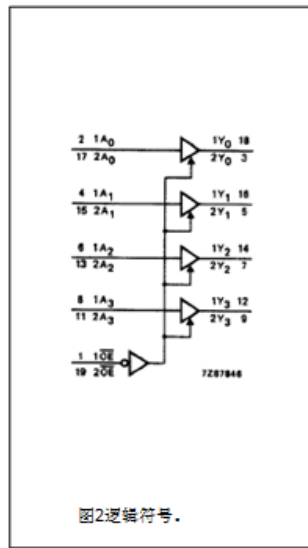 2 1A0 1Y0 18
17 2A0 2Y0 3
4 1A1 1Y1 16
15 2A1 2Y1 5
6 1A2 1Y2 14
13 2A2 2Y2 7
8 1A3 1Y3 12
11 2A3 2Y3 9
1 1O̅E̅
19 2O̅E̅
7Z87846
图2逻辑符号.